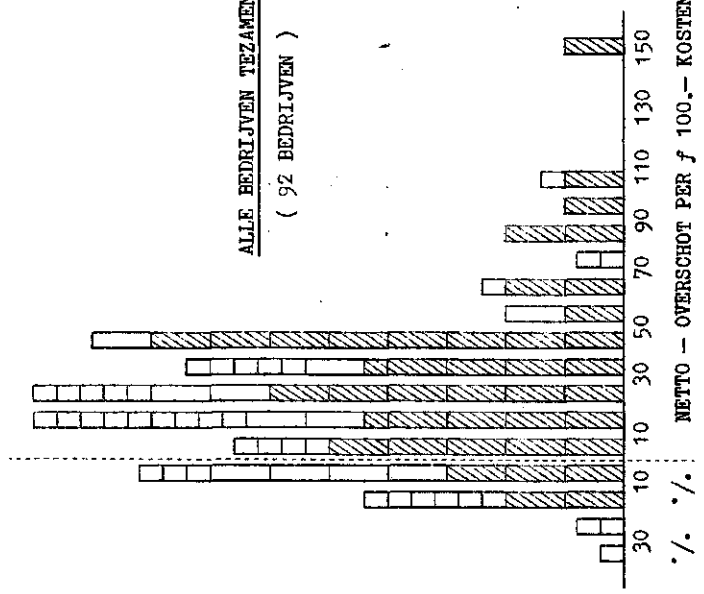 ALLE BEDRIJVEN TEZAMEN
( 92 BEDRIJVEN )
30 10 10 30 50 70 90 110 130 150
·/. ·/. NETTO — OVERSCHOT PER ƒ 100.— KOSTEN